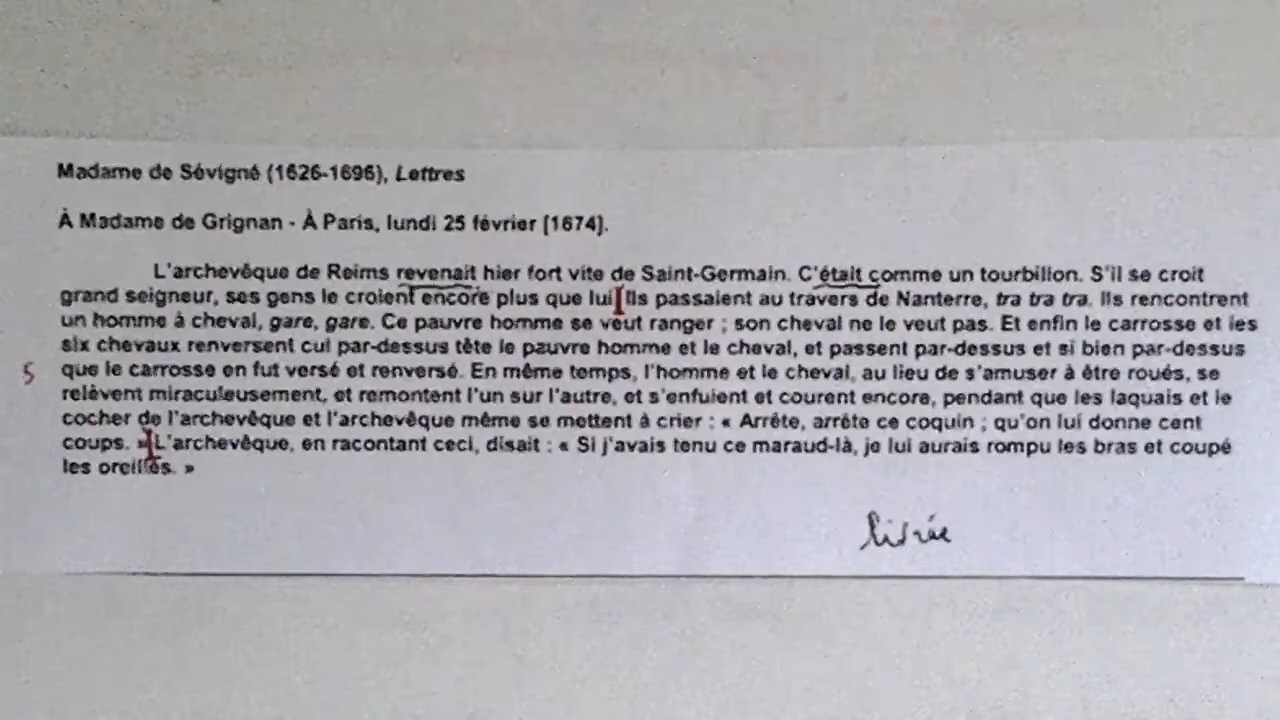 Madame de Sévigné (1626-1696), Lettres
À Madame de Grignan - À Paris, lundi 25 février [1674].
L'archevêque de Reims revenait hier fort vite de Saint-Germain. C'était comme un tourbillon. S'il se croit
grand seigneur, ses gens le croient encore plus que lui. Ils passaient au travers de Nanterre, tra tra tra. Ils rencontrent
un homme à cheval, gare, gare. Ce pauvre homme se veut ranger ; son cheval ne le veut pas. Et enfin le carrosse et les
six chevaux renversent cul par-dessus tête le pauvre homme et le cheval, et passent par-dessus et si bien par-dessus
5 que le carrosse en fut versé et renversé. En même temps, l'homme et le cheval, au lieu de s'amuser à être roués, se
relèvent miraculeusement, et remontent l'un sur l'autre, et s'enfuient et courent encore, pendant que les laquais et le
cocher de l'archevêque et l'archevêque même se mettent à crier : « Arrête, arrête ce coquin ; qu'on lui donne cent
coups. » L'archevêque, en racontant ceci, disait : « Si j'avais tenu ce maraud-là, je lui aurais rompu les bras et coupé
les oreilles. »
livrée